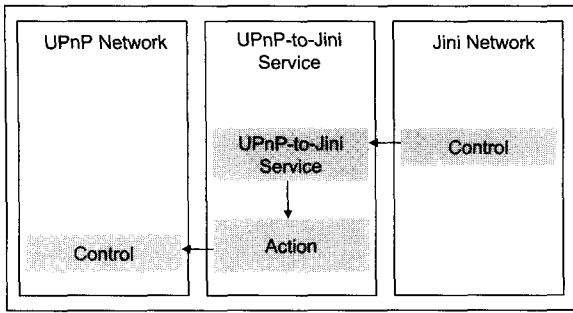 UPnP Network
UPnP-to-Jini
Service
Jini Network
UPnP-to-Jini
Service
Control
Action
Control